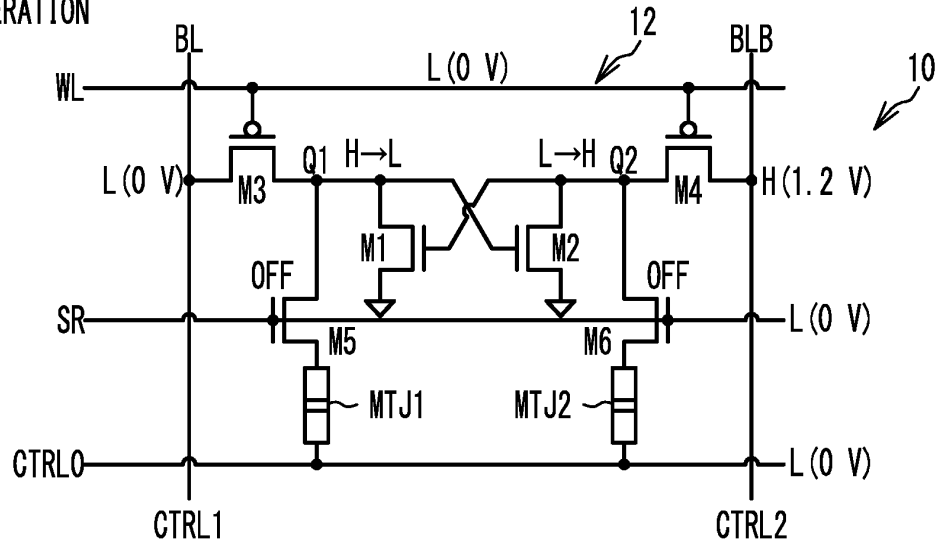 ERATION
BL
12
BLB
10
WL
L(0 V)
Q1
H→L
L→H
Q2
L(0 V)
M3
M4
H(1.2 V)
M1
M2
OFF
OFF
SR
L(0 V)
M5
M6
MTJ1
MTJ2
CTRL0
L(0 V)
CTRL1
CTRL2